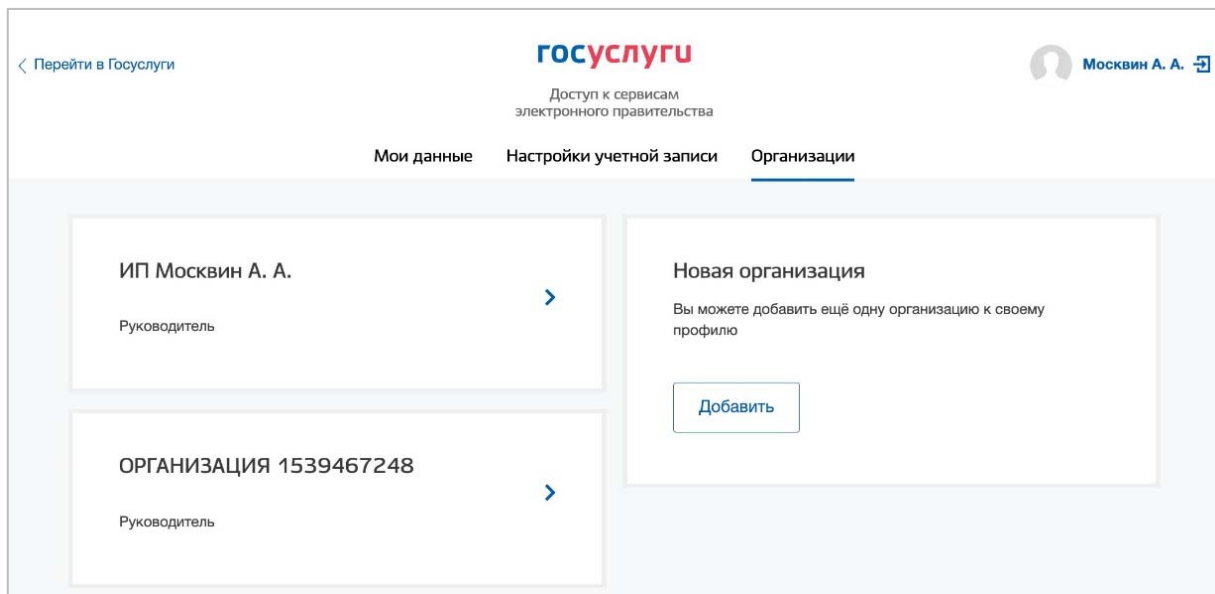 Перейти в Госуслуги
госуслуги
Москвин А. А.
Доступ к сервисам
электронного правительства
Мои данные Настройки учетной записи Организации
ИП Москвин А. А.
Руководитель
Новая организация
Вы можете добавить ещё одну организацию к своему
профилю
Добавить
ОРГАНИЗАЦИЯ 1539467248
Руководитель